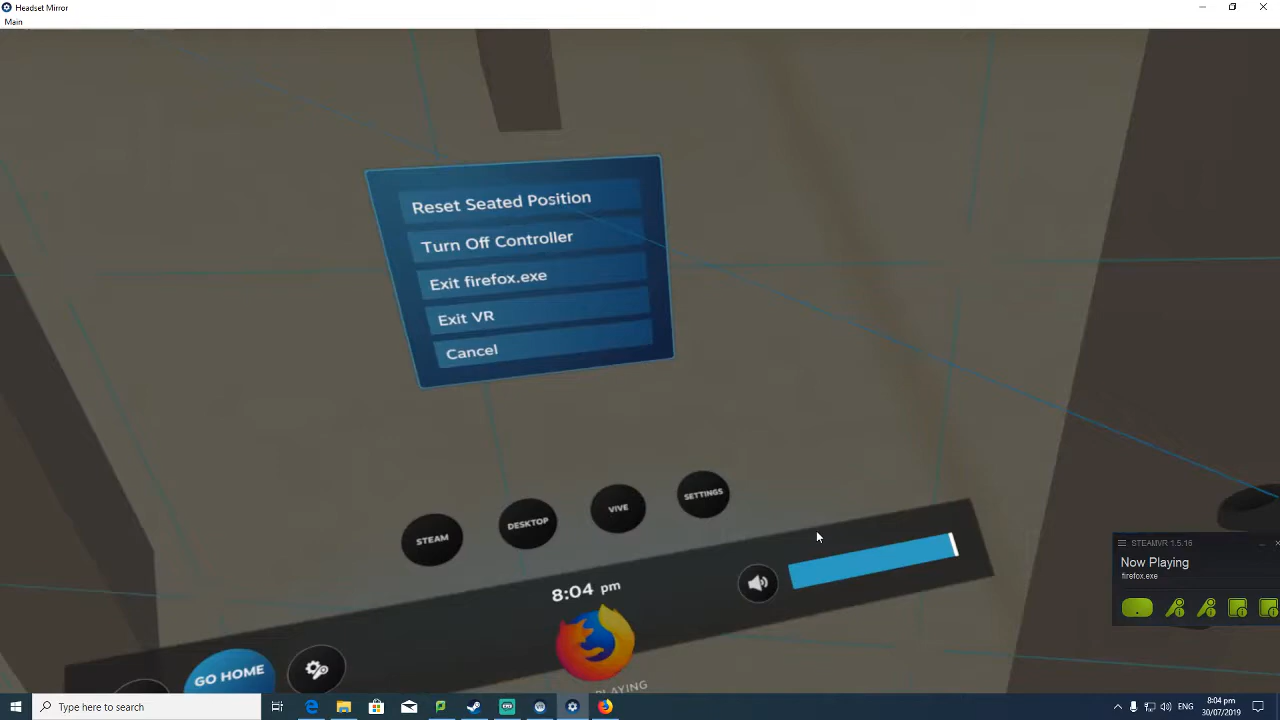 Headset Mirror
Main
Reset Seated Position
Turn Off Controller
Exit firefox.exe
Exit VR
Cancel
STEAM
DESKTOP
VIVE
SETTINGS
8:04 pm
GO HOME
PLAYING
STEAMVR 1.5.16
Now Playing
firefox.exe
Type here to search
ENG
8:04 pm
30/07/2019